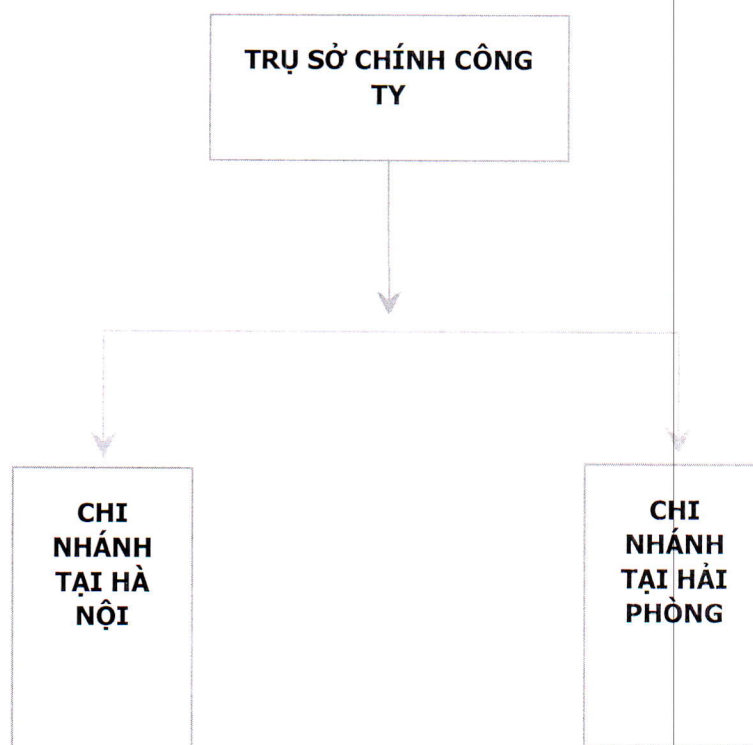 TRỤ SỞ CHÍNH CÔNG
TY
CHI
NHÁNH
TẠI HÀ
NỘI
CHI
NHÁNH
TẠI HẢI
PHÒNG